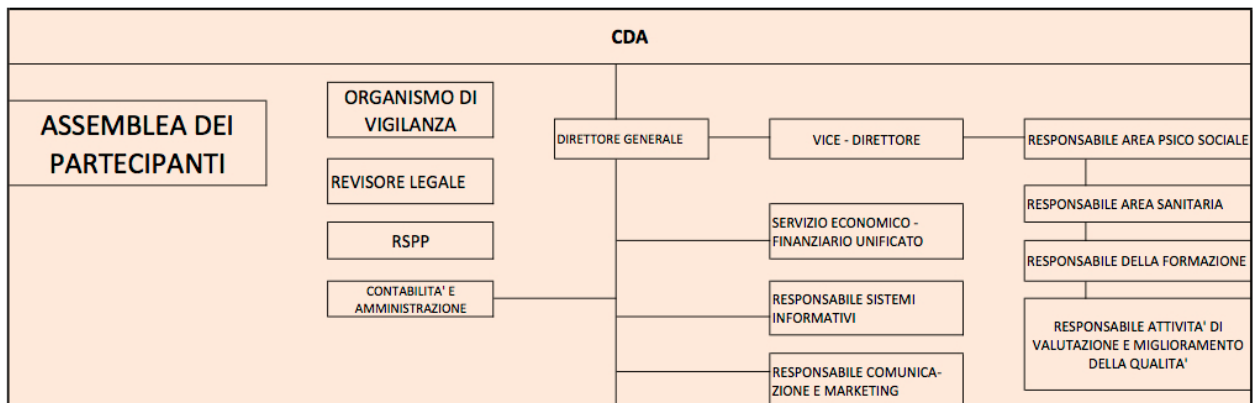 CDA
ASSEMBLEA DEI
PARTECIPANTI
ORGANISMO DI
VIGILANZA
REVISORE LEGALE
RSPP
CONTABILITA' E
AMMINISTRAZIONE
DIRETTORE GENERALE
VICE - DIRETTORE
SERVIZIO ECONOMICO -
FINANZIARIO UNIFICATO
RESPONSABILE SISTEMI
INFORMATIVI
RESPONSABILE COMUNICA-
ZIONE E MARKETING
RESPONSABILE AREA PSICO SOCIALE
RESPONSABILE AREA SANITARIA
RESPONSABILE DELLA FORMAZIONE
RESPONSABILE ATTIVITA' DI
VALUTAZIONE E MIGLIORAMENTO
DELLA QUALITA'